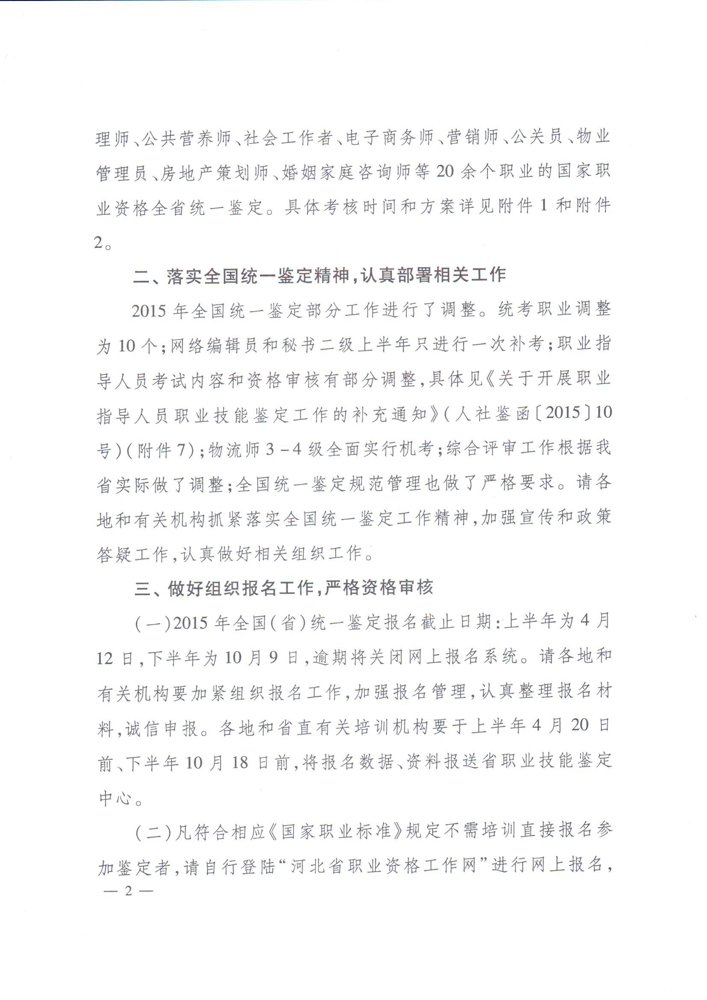 理师、公共营养师、社会工作者、电子商务师、营销师、公关员、物业
管理员、房地产策划师、婚姻家庭咨询师等 20 余个职业的国家职
业资格全省统一鉴定。具体考核时间和方案详见附件 1 和附件
2。
二、落实全国统一鉴定精神,认真部署相关工作
2015 年全国统一鉴定部分工作进行了调整。统考职业调整
为 10 个;网络编辑员和秘书二级上半年只进行一次补考;职业指
导人员考试内容和资格审核有部分调整,具体见《关于开展职业
指导人员职业技能鉴定工作的补充通知》(人社鉴函〔2015〕10
号)(附件 7);物流师 3-4 级全面实行机考;综合评审工作根据我
省实际做了调整;全国统一鉴定规范管理也做了严格要求。请各
地和有关机构抓紧落实全国统一鉴定工作精神,加强宣传和政策
答疑工作,认真做好相关组织工作。
三、做好组织报名工作,严格资格审核
(一)2015 年全国(省)统一鉴定报名截止日期:上半年为 4 月
12 日,下半年为 10 月 9 日,逾期将关闭网上报名系统。请各地和
有关机构要加紧组织报名工作,加强报名管理,认真整理报名材
料,诚信申报。各地和省直有关培训机构要于上半年 4 月 20 日
前、下半年 10 月 18 日前,将报名数据、资料报送省职业技能鉴定
中心。
(二)凡符合相应《国家职业标准》规定不需培训直接报名参
加鉴定者,请自行登陆“河北省职业资格工作网”进行网上报名,
— 2 —